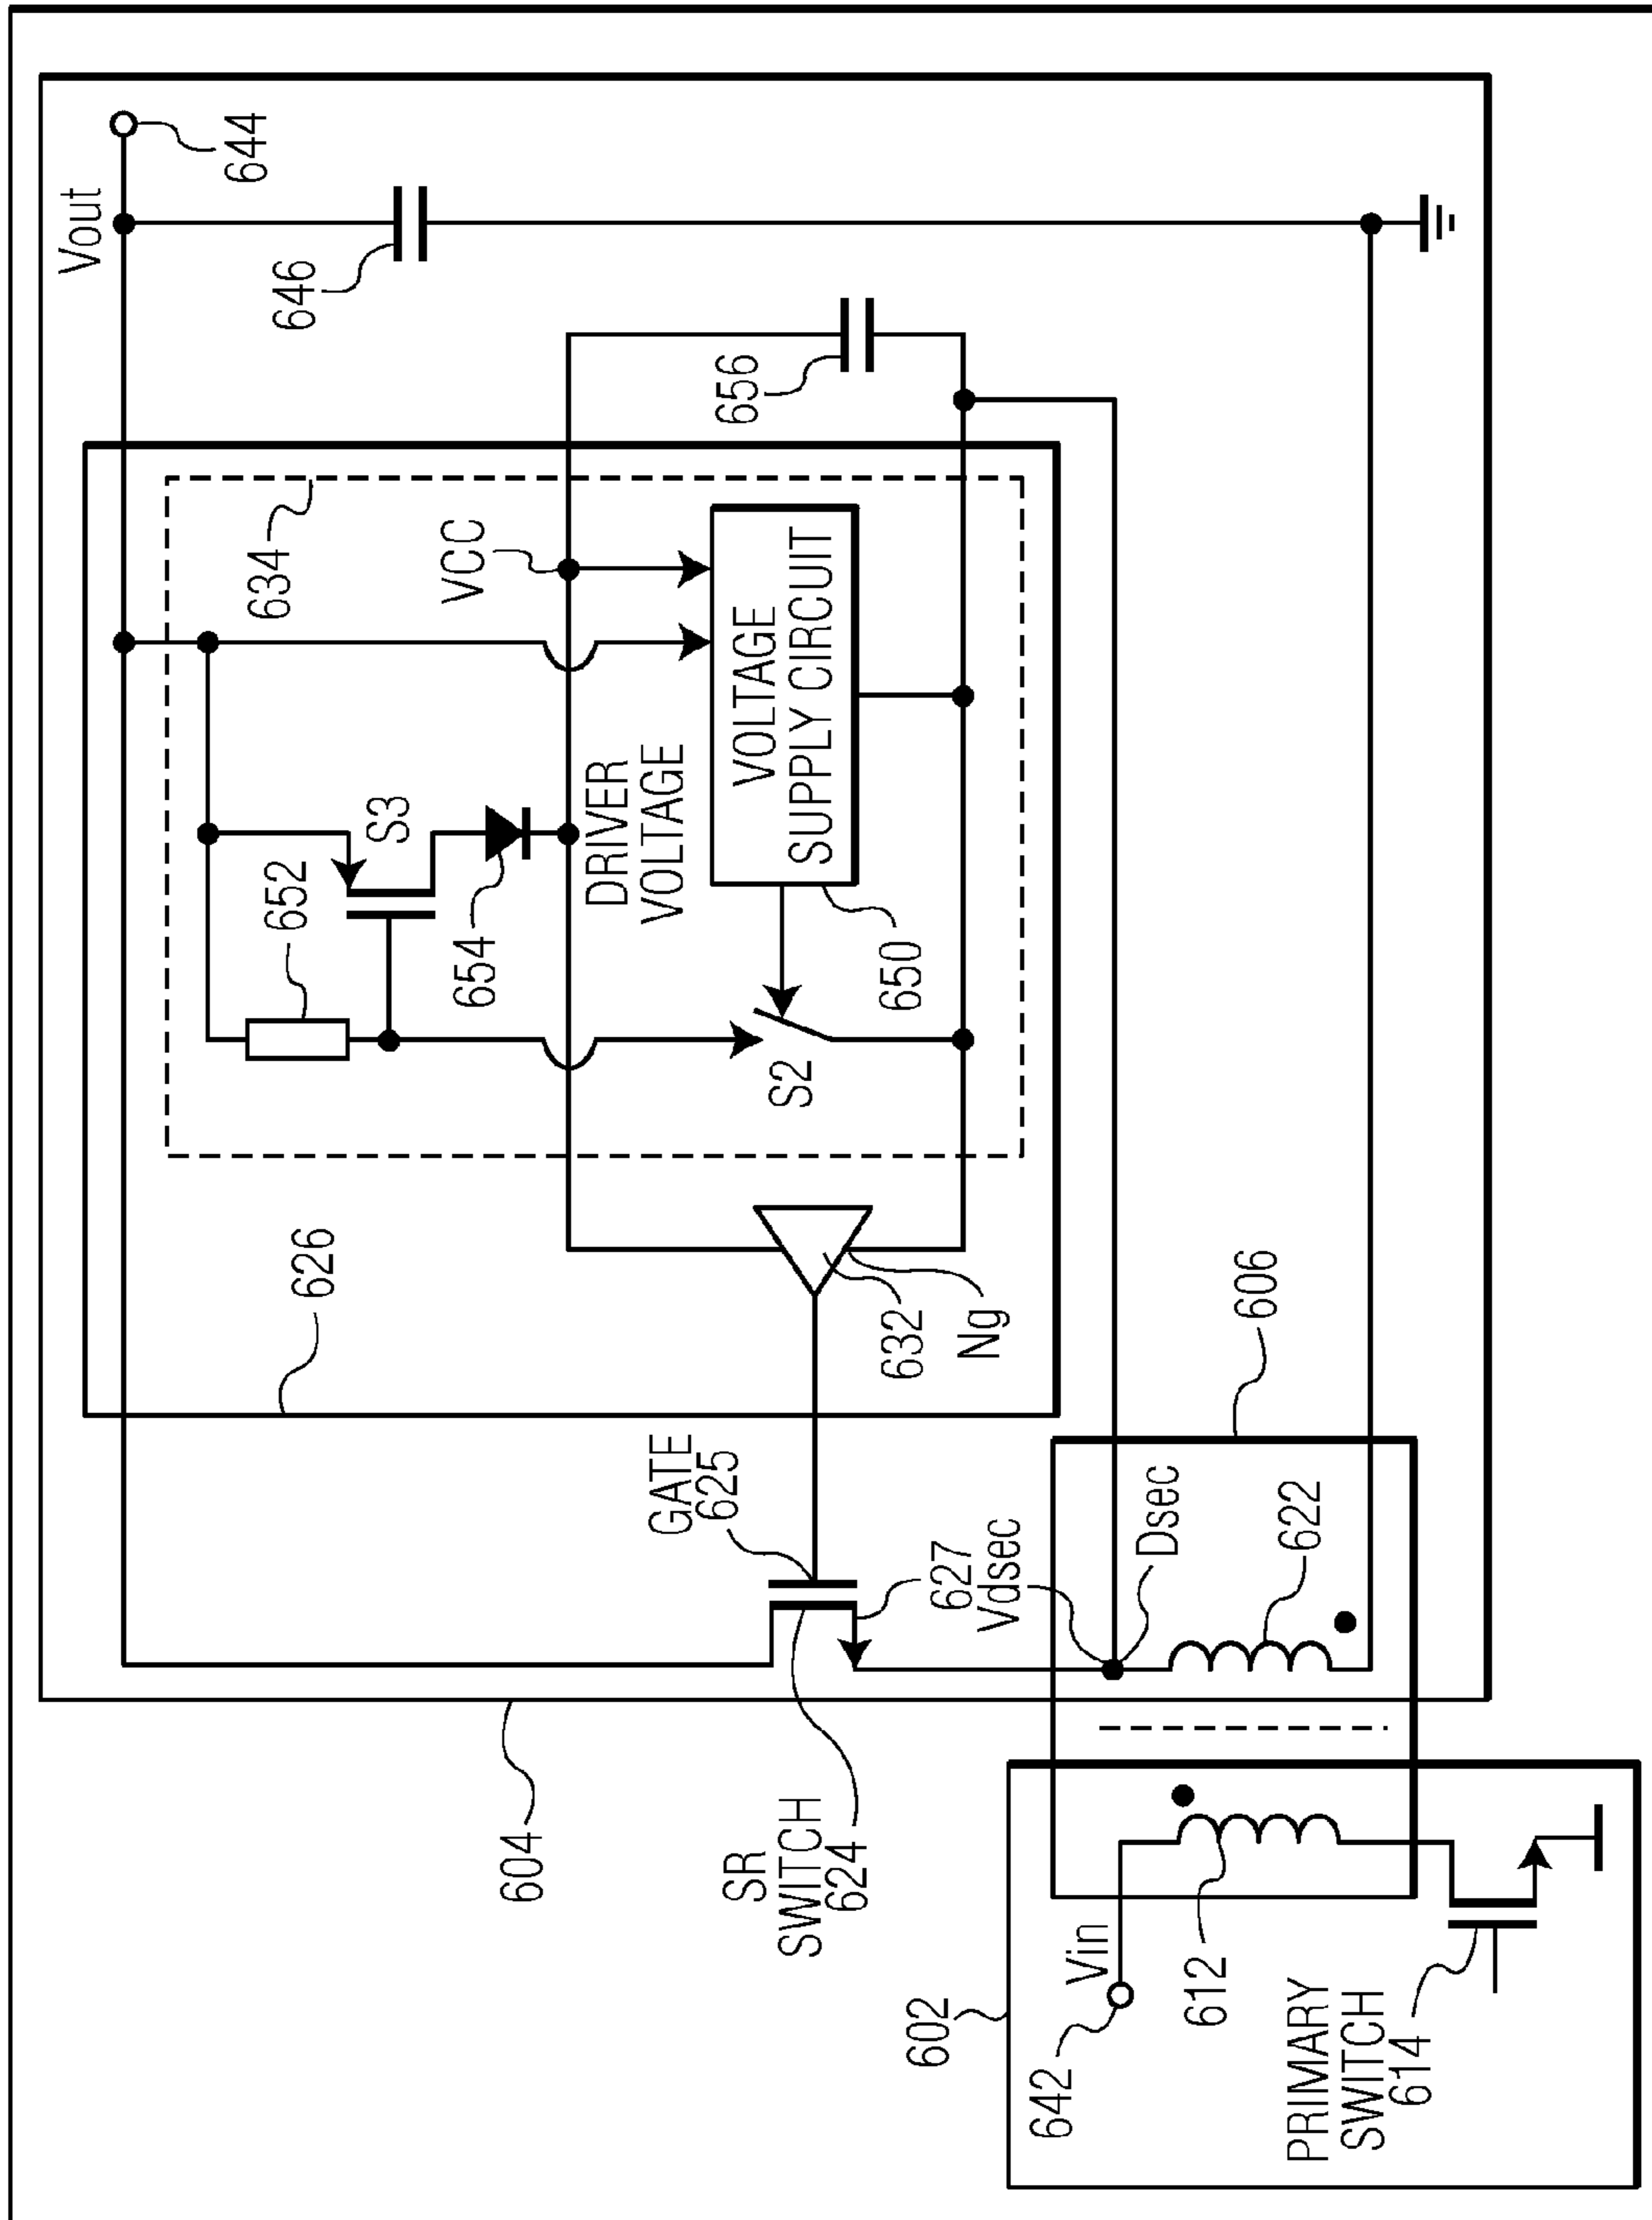 Vout
644
646
656
634
VCC
652
S3
654
DRIVER
VOLTAGE
VOLTAGE
SUPPLY CIRCUIT
650
S2
626
632
Ng
606
GATE
625
627
Vdsec
Dsec
622
604
SR
SWITCH
624
602
Vin
642
612
PRIMARY
SWITCH
614